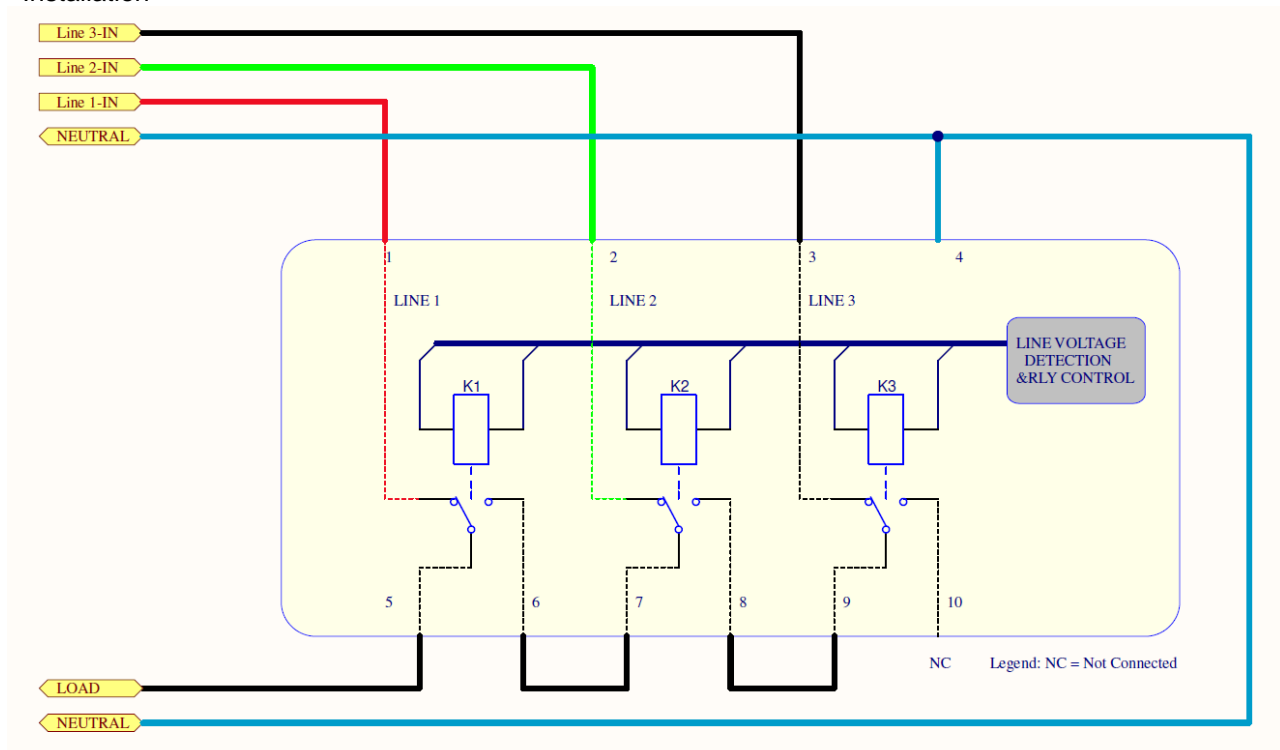 Installation
Line 3-IN
Line 2-IN
Line 1-IN
NEUTRAL
1
2
3
4
LINE 1
LINE 2
LINE 3
LINE VOLTAGE
DETECTION
&RLY CONTROL
K1
K2
K3
5
6
7
8
9
10
NC
Legend: NC = Not Connected
LOAD
NEUTRAL